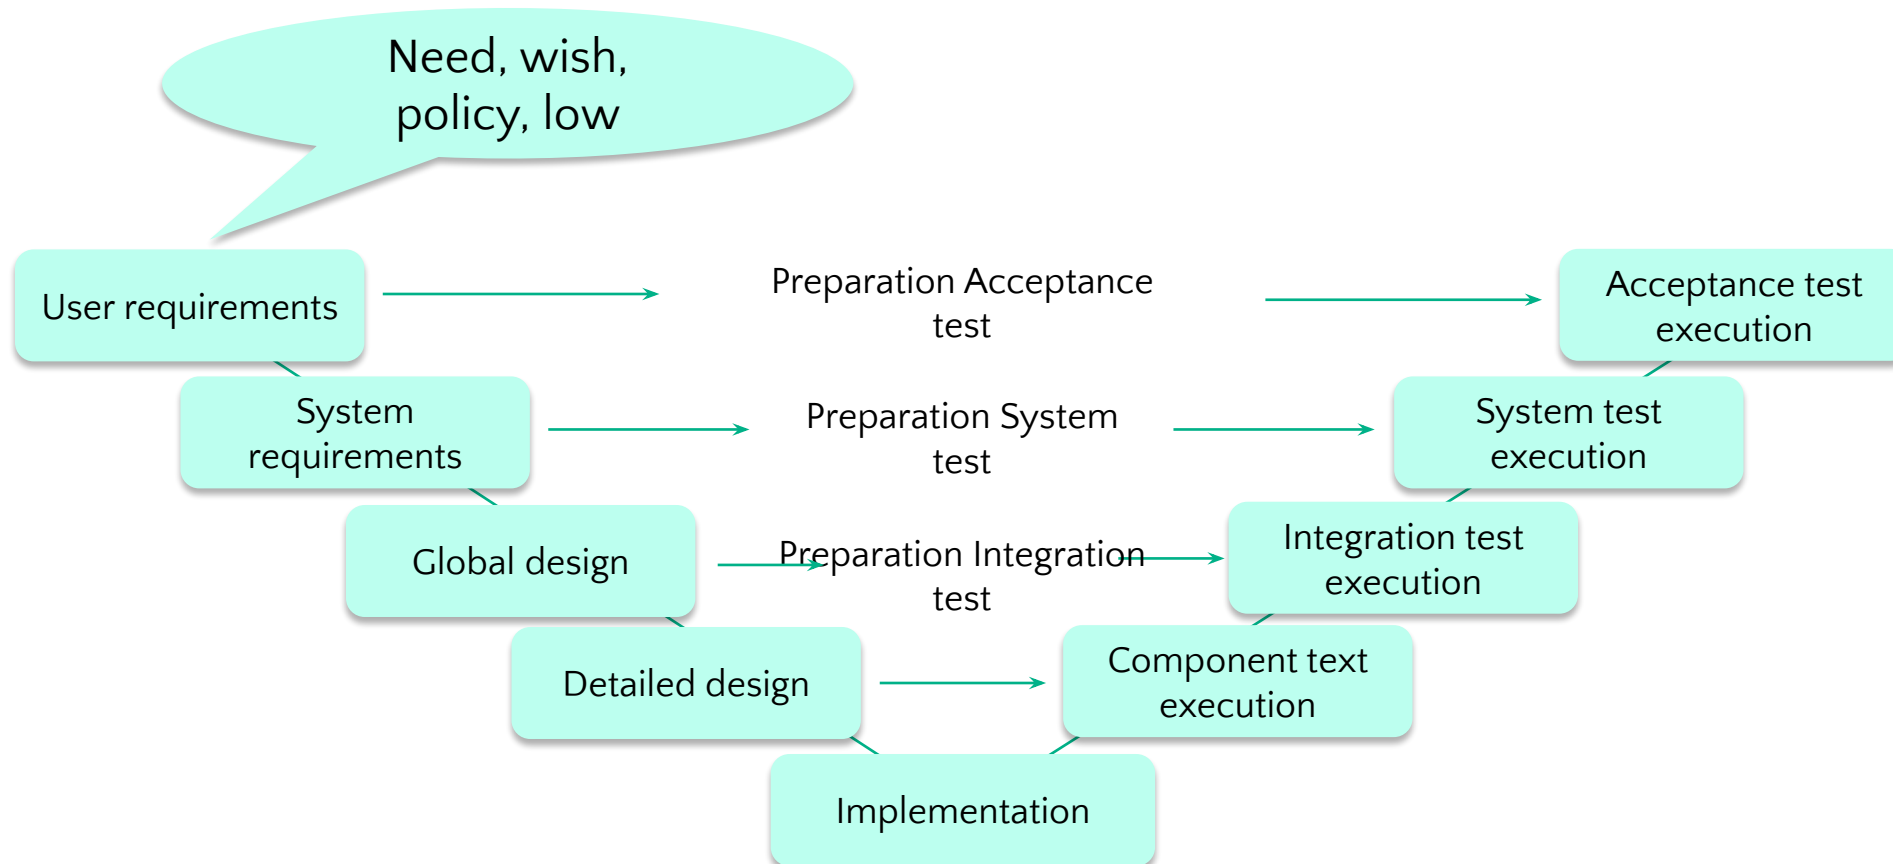 Need, wish,
policy, low
User requirements
Preparation Acceptance
test
Acceptance test
execution
System
requirements
Preparation System
test
System test
execution
Global design
Preparation Integration
test
Integration test
execution
Detailed design
Component text
execution
Implementation